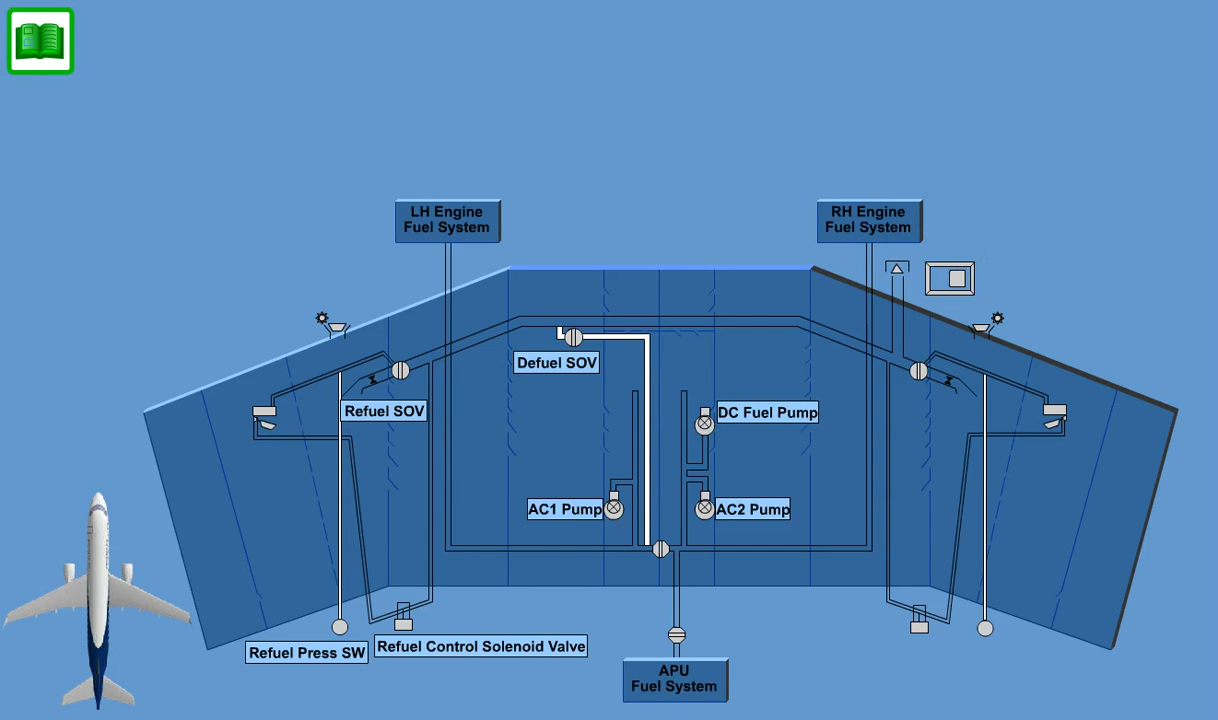 LH Engine
Fuel System
RH Engine
Fuel System
Defuel SOV
Refuel SOV
DC Fuel Pump
AC1 Pump
AC2 Pump
Refuel Press SW
Refuel Control Solenoid Valve
APU
Fuel System